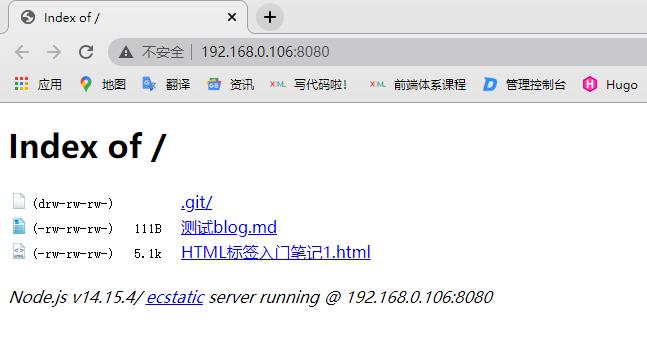 Index of /
不安全 192.168.0.106:8080
应用 地图 翻译 资讯 写代码啦! 前端体系课程 管理控制台 Hugo
Index of /
(drw-rw-rw-) .git/
(-rw-rw-rw-) 111B 测试blog.md
(-rw-rw-rw-) 5.1k HTML标签入门笔记1.html
Node.js v14.15.4/ ecstatic server running @ 192.168.0.106:8080